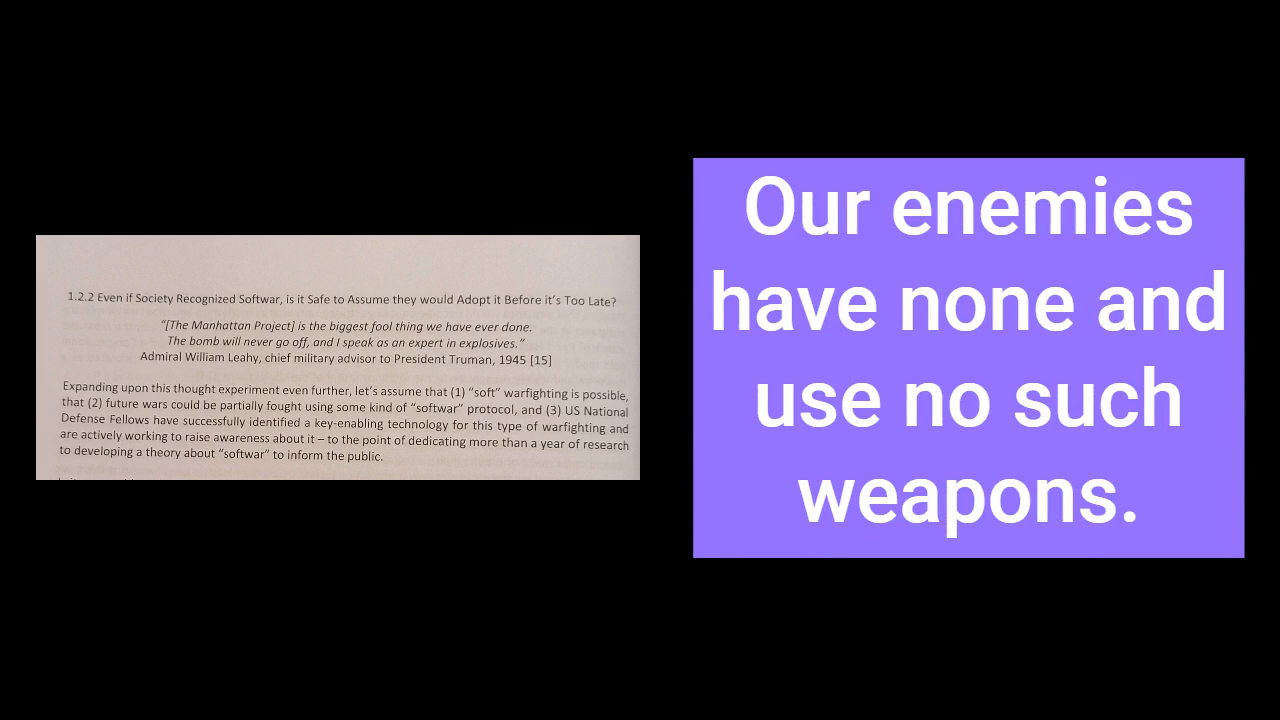 1.2.2 Even if Society Recognized Softwar, is it Safe to Assume they would Adopt it Before it's Too Late?
"[The Manhattan Project] is the biggest fool thing we have ever done.
The bomb will never go off, and I speak as an expert in explosives."
Admiral William Leahy, chief military advisor to President Truman, 1945 [15]
Expanding upon this thought experiment even further, let's assume that (1) "soft" warfighting is possible,
that (2) future wars could be partially fought using some kind of "softwar" protocol, and (3) US National
Defense Fellows have successfully identified a key-enabling technology for this type of warfighting and
are actively working to raise awareness about it – to the point of dedicating more than a year of research
to developing a theory about "softwar" to inform the public.
Our enemies
have none and
use no such
weapons.